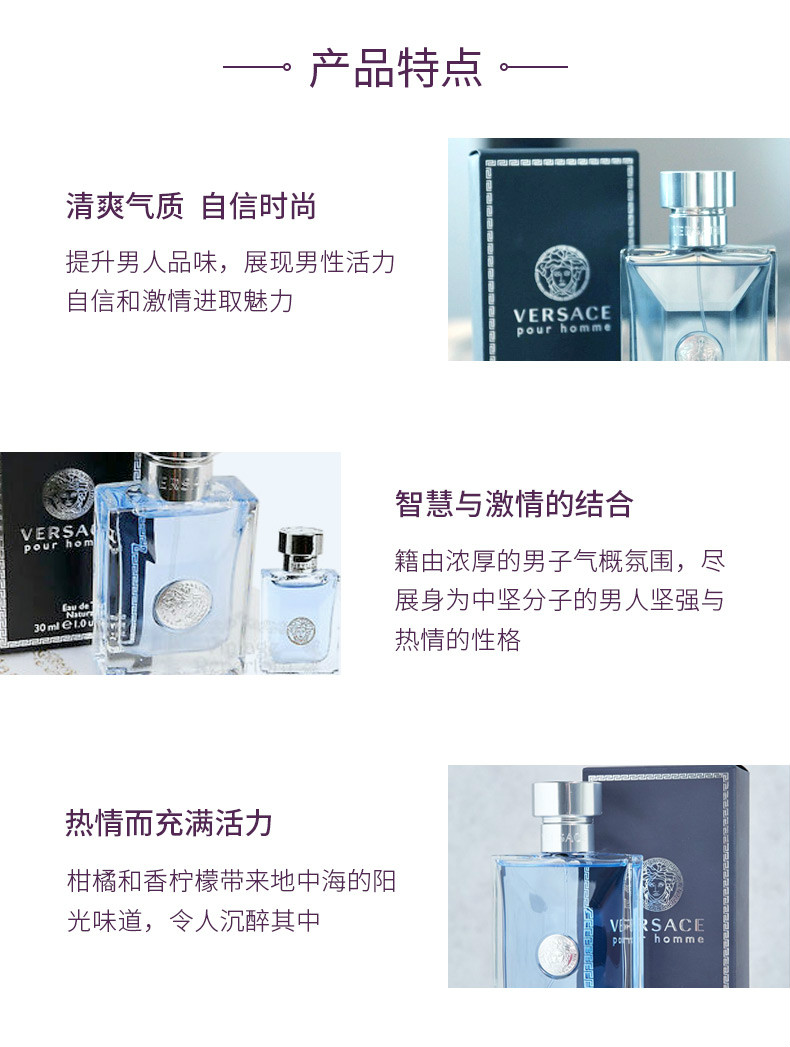 产品特点
清爽气质 自信时尚
提升男人品味，展现男性活力
自信和激情进取魅力
VERSACE
pour homme
智慧与激情的结合
籍由浓厚的男子气概氛围，尽
展身为中坚分子的男人坚强与
热情的性格
30 ml e 1.0
热情而充满活力
柑橘和香柠檬带来地中海的阳
光味道，令人沉醉其中
VERSACE
pour homme